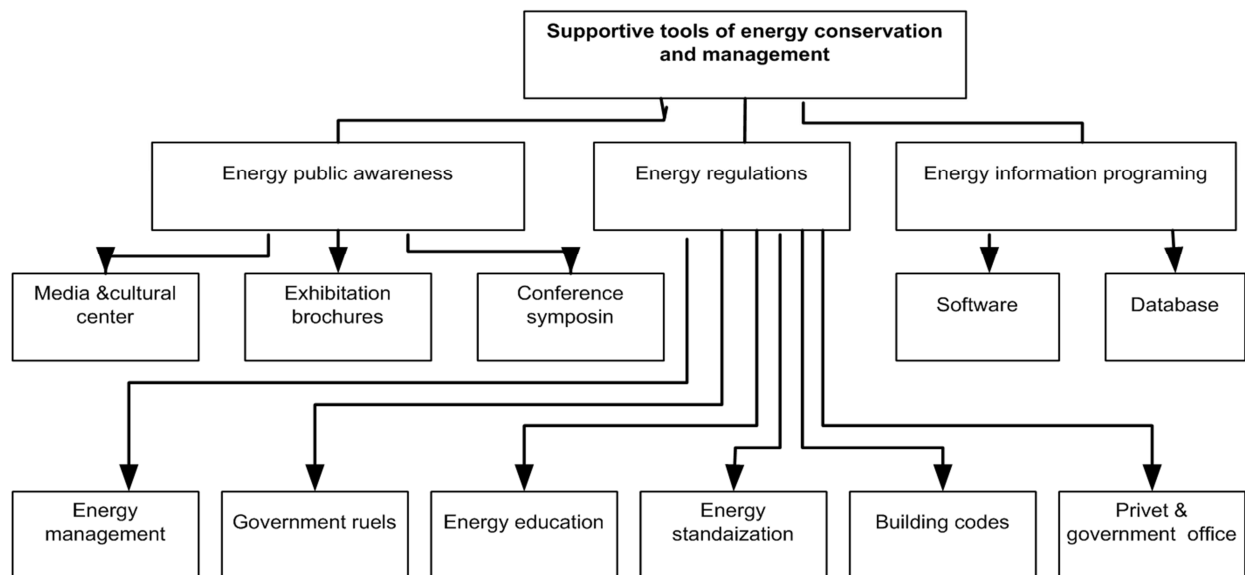 Supportive tools of energy conservation
and management
Energy public awareness
Energy regulations
Energy information programing
Media &cultural
center
Exhibitation
brochures
Conference
symposin
Software
Database
Energy
management
Government ruels
Energy education
Energy
standaization
Building codes
Privet &
government office